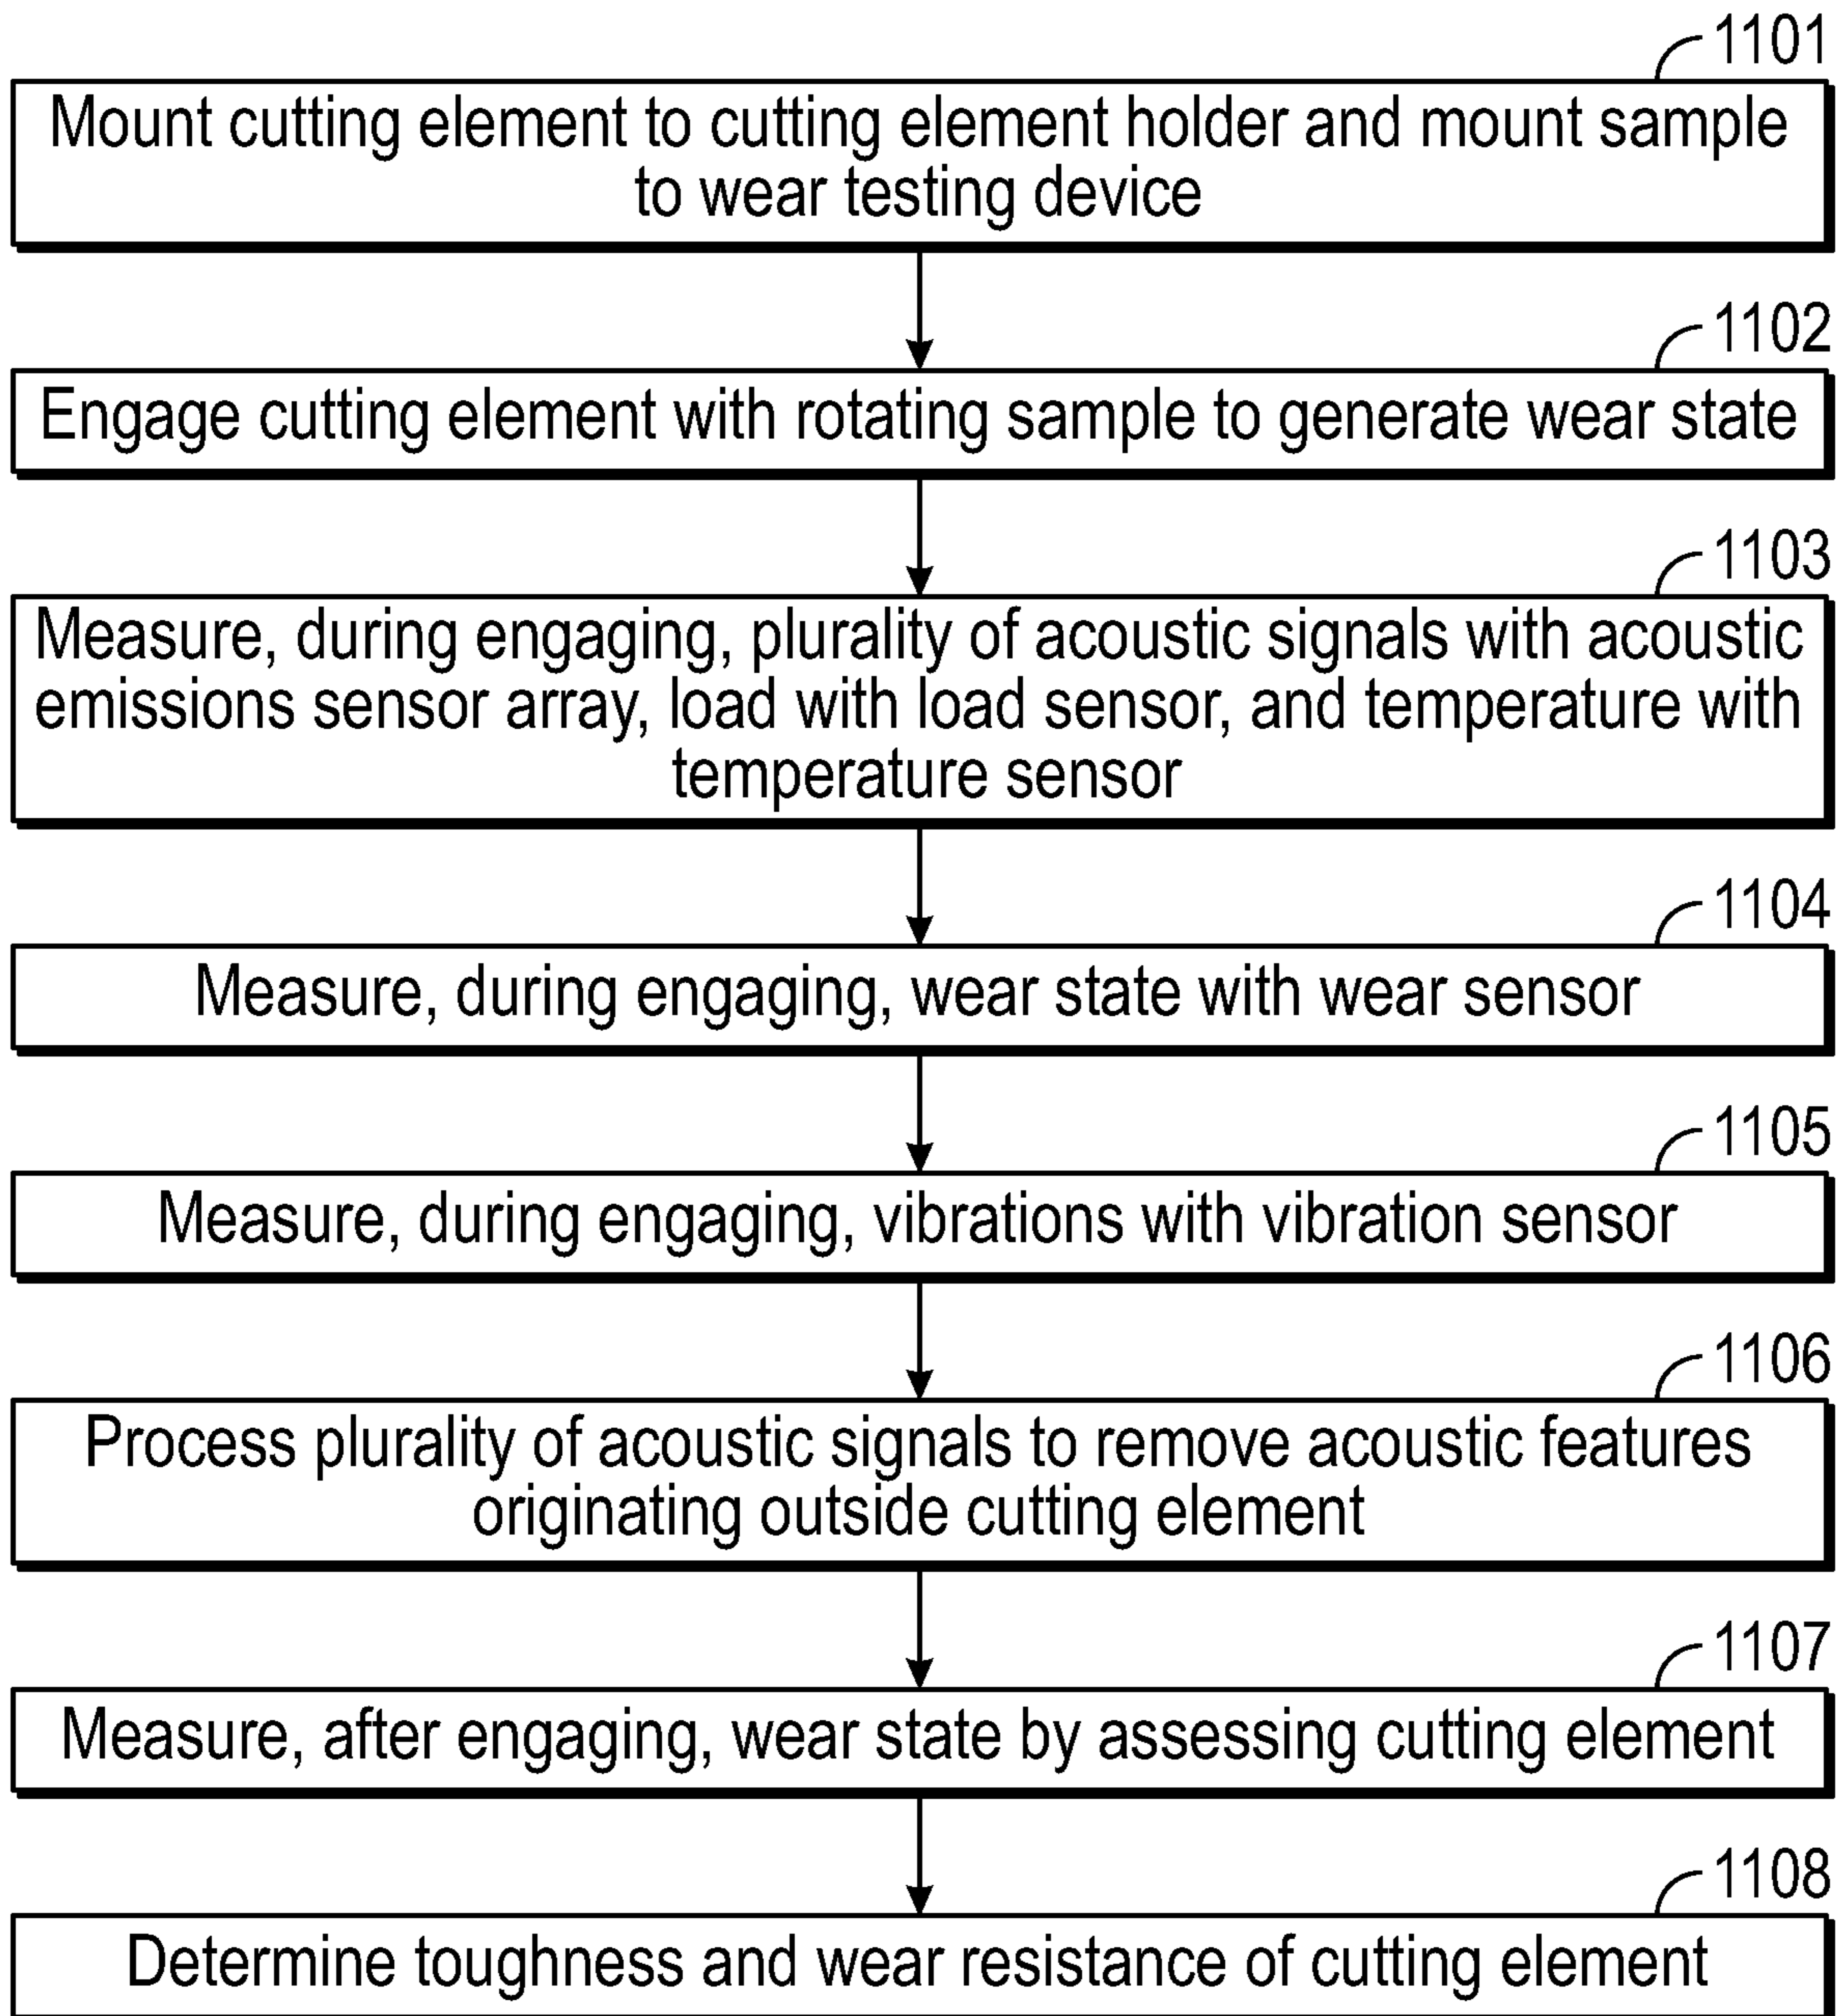 1101
Mount cutting element to cutting element holder and mount sample
to wear testing device
1102
Engage cutting element with rotating sample to generate wear state
1103
Measure, during engaging, plurality of acoustic signals with acoustic
emissions sensor array, load with load sensor, and temperature with
temperature sensor
1104
Measure, during engaging, wear state with wear sensor
1105
Measure, during engaging, vibrations with vibration sensor
1106
Process plurality of acoustic signals to remove acoustic features
originating outside cutting element
1107
Measure, after engaging, wear state by assessing cutting element
1108
Determine toughness and wear resistance of cutting element